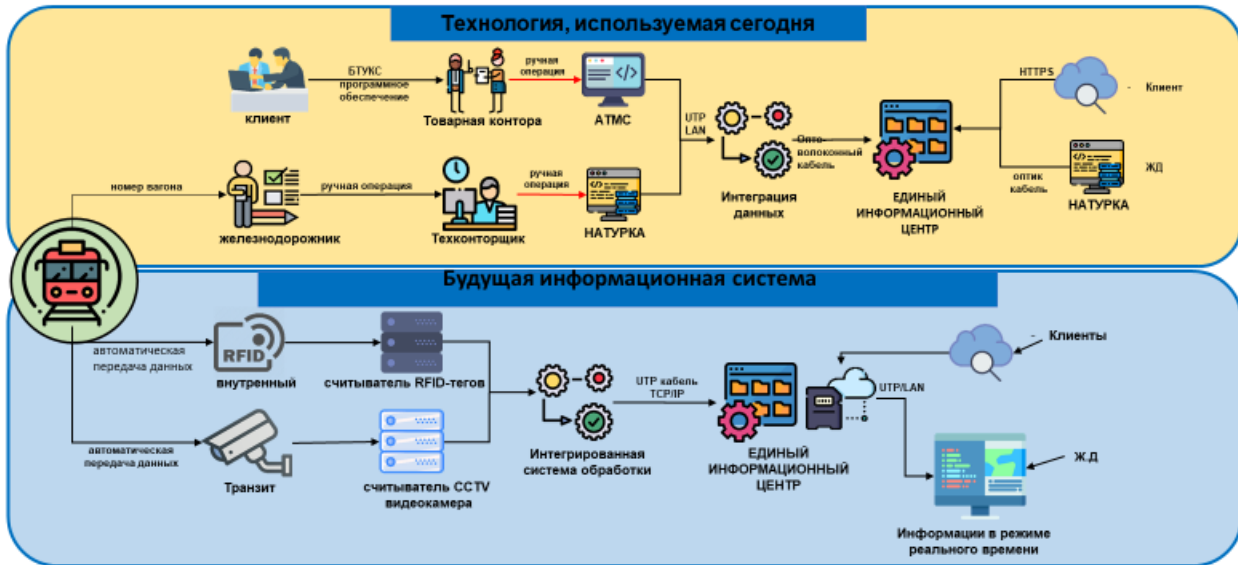 Технология, используемая сегодня
БТУКС
программное
обеспечение
ручная
операция
HTTPS
Клиент
клиент
Товарная контора
АТМС
UTP
LAN
Опто-
волоконный
кабель
номер вагона
ручная операция
ручная
операция
Интеграция
данных
ЕДИНЫЙ
ИНФОРМАЦИОННЫЙ
ЦЕНТР
оптик
кабель
ЖД
НАТУРКА
железнодорожник
Техконторщик
НАТУРКА
Будущая информационная система
автоматическая
передача данных
RFID
внутренный
считыватель RFID-тегов
UTP кабель
TCP/IP
UTP/LAN
- Клиенты
автоматическая
передача данных
Транзит
считыватель CCTV
видеокамера
Интегрированная
система обработки
ЕДИНЫЙ
ИНФОРМАЦИОННЫЙ
ЦЕНТР
Ж.Д
Информации в режиме
реального времени